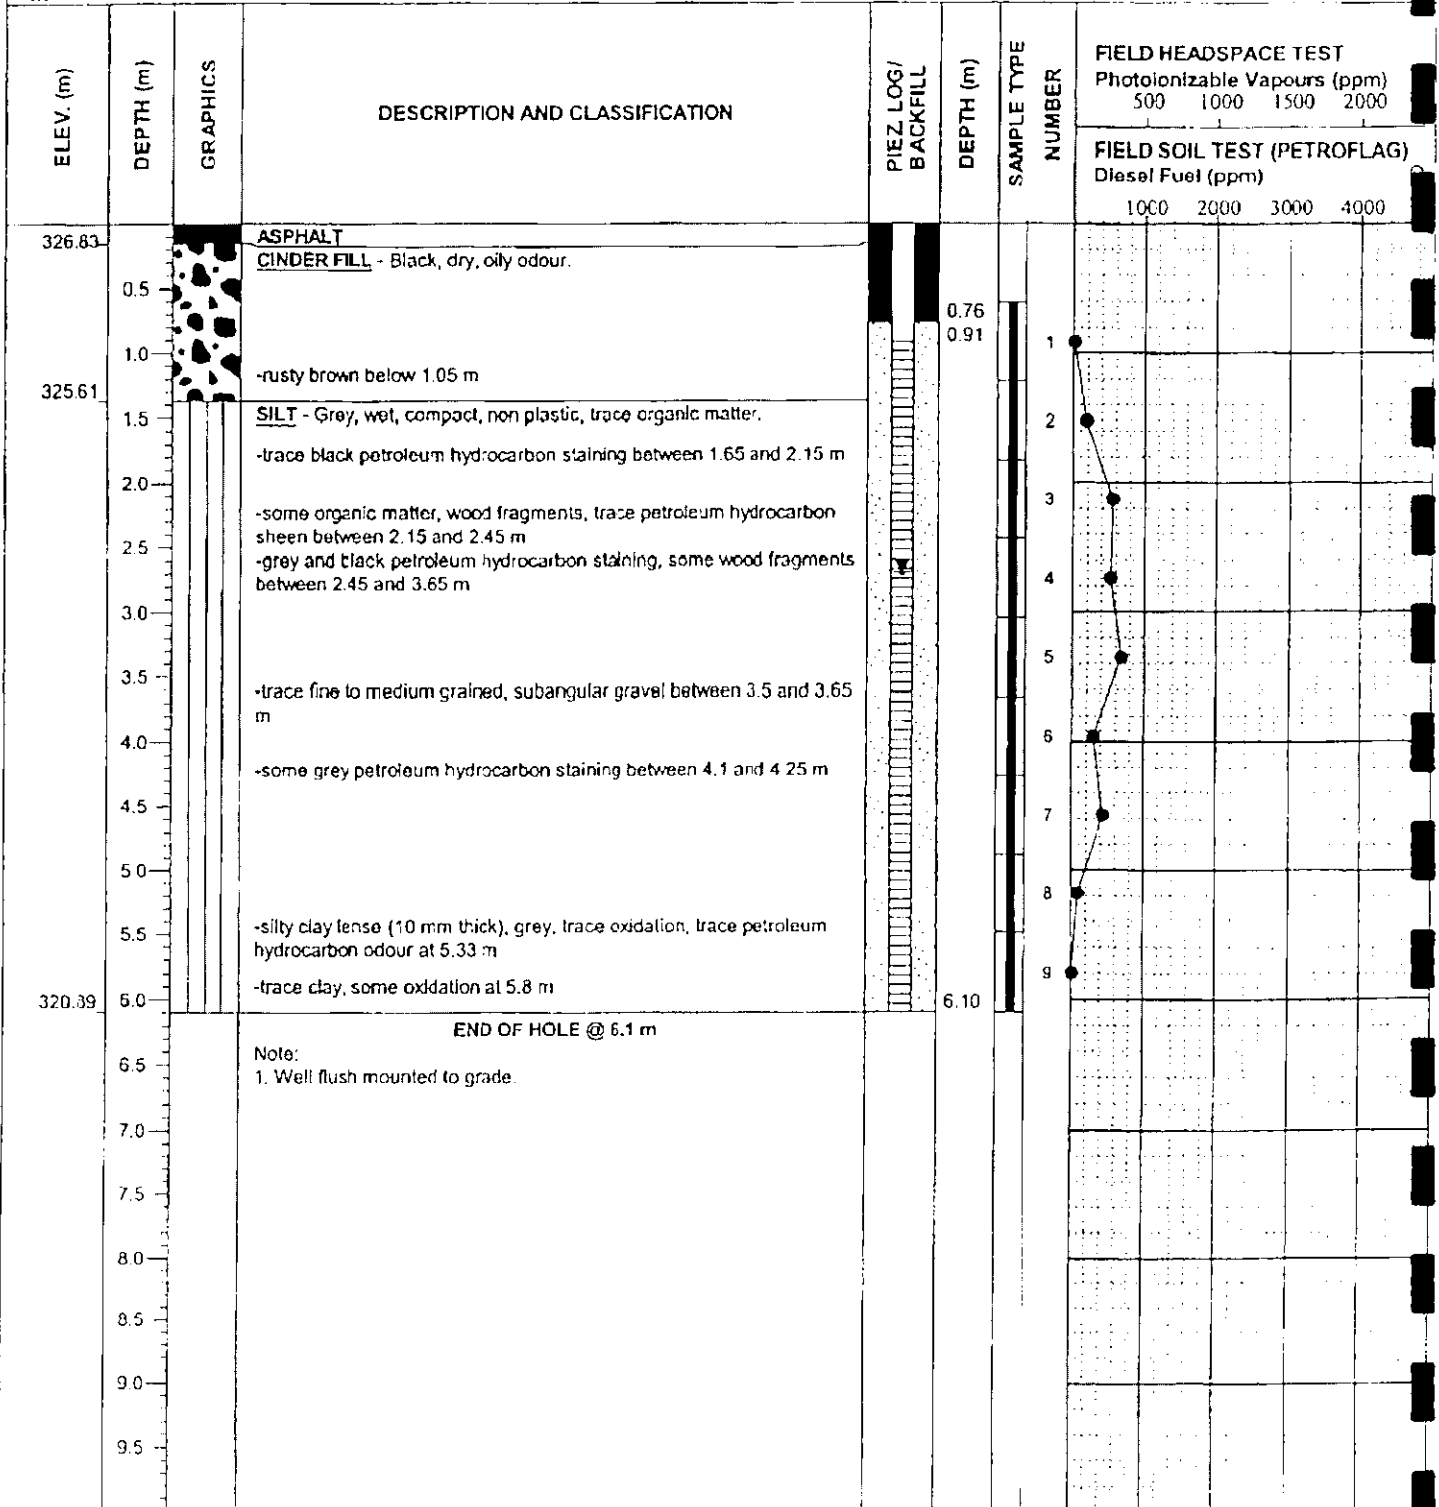 ELEV. (m)
DEPTH (m)
GRAPHICS
DESCRIPTION AND CLASSIFICATION
PIEZ. LOG/
BACKFILL
DEPTH (m)
SAMPLE TYPE
NUMBER
FIELD HEADSPACE TEST
Photoionizable Vapours (ppm)
500 1000 1500 2000
FIELD SOIL TEST (PETROFLAG)
Diesel Fuel (ppm)
1000 2000 3000 4000
326.83
ASPHALT
CINDER FILL - Black, dry, oily odour.
0.5
0.76
0.91
1
1.0
-rusty brown below 1.05 m
325.61
1.5
SILT - Grey, wet, compact, non plastic, trace organic matter.
2
-trace black petroleum hydrocarbon staining between 1.65 and 2.15 m
2.0
3
-some organic matter, wood fragments, trace petroleum hydrocarbon
sheen between 2.15 and 2.45 m
2.5
-grey and black petroleum hydrocarbon staining, some wood fragments
between 2.45 and 3.65 m
4
3.0
5
3.5
-trace fine to medium grained, subangular gravel between 3.5 and 3.65
m
4.0
6
-some grey petroleum hydrocarbon staining between 4.1 and 4 25 m
4.5
7
5 0
8
-silty clay lense (10 mm thick), grey, trace oxidation, trace petroleum
hydrocarbon odour at 5.33 m
5.5
9
-trace clay, some oxidation at 5.8 m
6.0
6.10
END OF HOLE @ 6.1 m
Note:
1. Well flush mounted to grade.
6.5
7.0
7.5
8.0
8.5
9.0
9.5